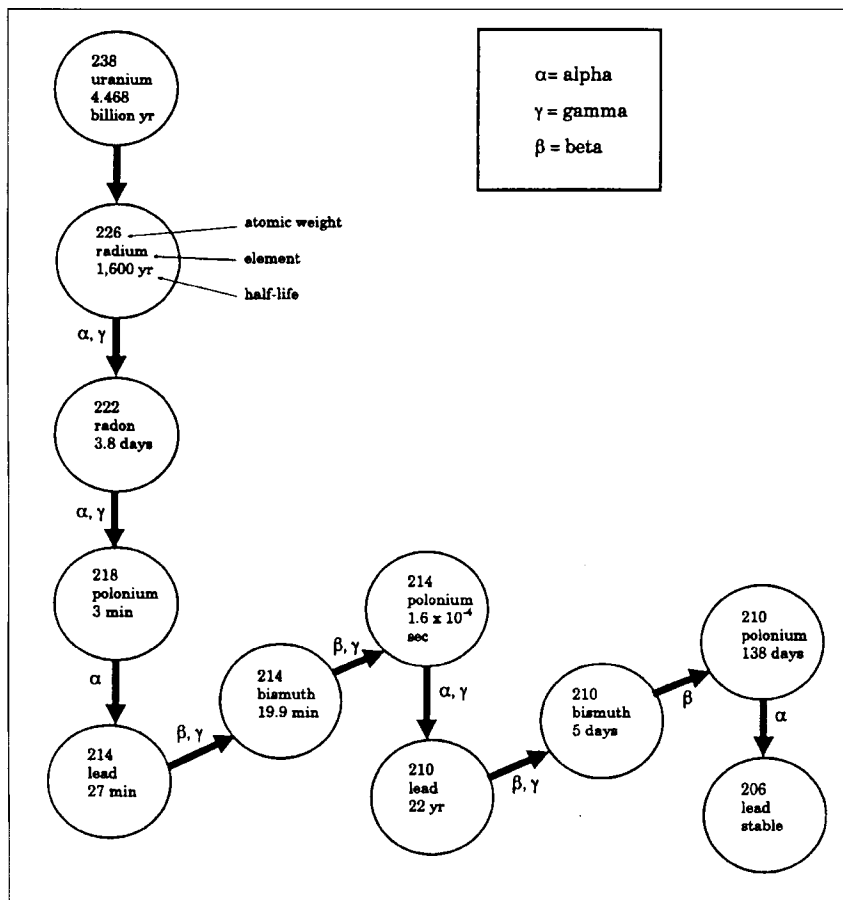 238
uranium
4.468
billion yr
α= alpha
γ = gamma
β = beta
226
radium
1,600 yr
atomic weight
element
half-life
α, γ
222
radon
3.8 days
α, γ
218
polonium
3 min
α
214
lead
27 min
β, γ
214
bismuth
19.9 min
β, γ
214
polonium
1.6 x 10⁻⁴
sec
α, γ
210
lead
22 yr
β, γ
210
bismuth
5 days
β
210
polonium
138 days
α
206
lead
stable